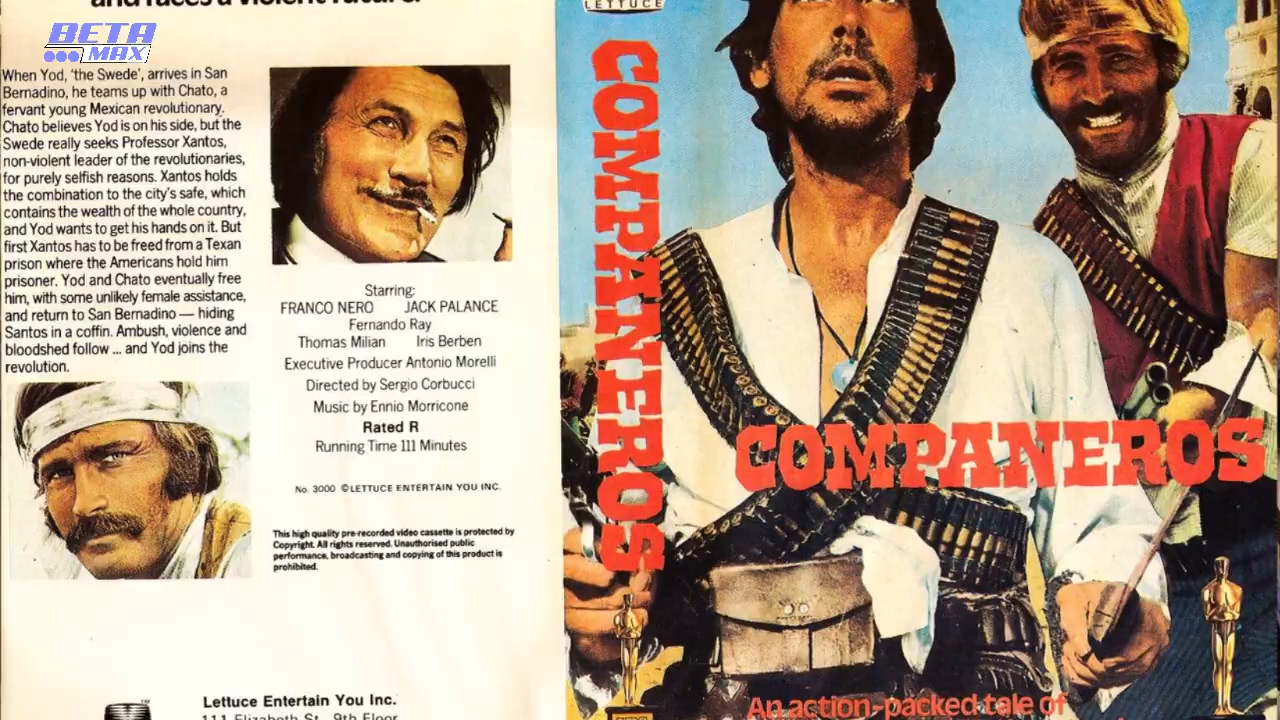 and faces a violent future.
BETA
MAX
When Yod, 'the Swede', arrives in San
Bernadino, he teams up with Chato, a
fervant young Mexican revolutionary.
Chato believes Yod is on his side, but the
Swede really seeks Professor Xantos,
non-violent leader of the revolutionaries,
for purely selfish reasons. Xantos holds
the combination to the city's safe, which
contains the wealth of the whole country,
and Yod wants to get his hands on it. But
first Xantos has to be freed from a Texan
prison where the Americans hold him
prisoner. Yod and Chato eventually free
him, with some unlikely female assistance,
and return to San Bernadino — hiding
Santos in a coffin. Ambush, violence and
bloodshed follow ... and Yod joins the
revolution.
Starring:
FRANCO NERO JACK PALANCE
Fernando Ray
Thomas Milian Iris Berben
Executive Producer Antonio Morelli
Directed by Sergio Corbucci
Music by Ennio Morricone
Rated R
Running Time 111 Minutes
No. 3000 ©LETTUCE ENTERTAIN YOU INC.
This high quality pre-recorded video cassette is protected by
Copyright. All rights reserved. Unauthorised public
performance, broadcasting and copying of this product is
prohibited.
TM
Lettuce Entertain You Inc.
111 Elizabeth St., 9th Floor
LETTUCE
COMPANEROS
COMPANEROS
An action-packed tale of